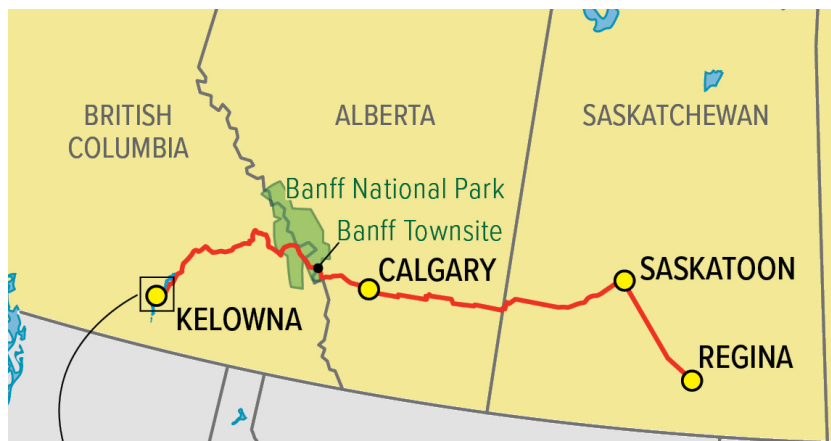 BRITISH
COLUMBIA
ALBERTA
SASKATCHEWAN
Banff National Park
Banff Townsite
CALGARY
SASKATOON
KELOWNA
REGINA